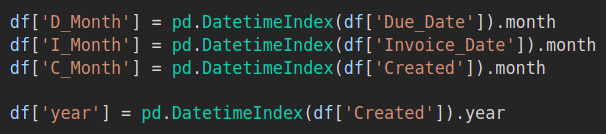 df['D_Month'] = pd.DatetimeIndex(df['Due_Date']).month
df['I_Month'] = pd.DatetimeIndex(df['Invoice_Date']).month
df['C_Month'] = pd.DatetimeIndex(df['Created']).month
df['year'] = pd.DatetimeIndex(df['Created']).year